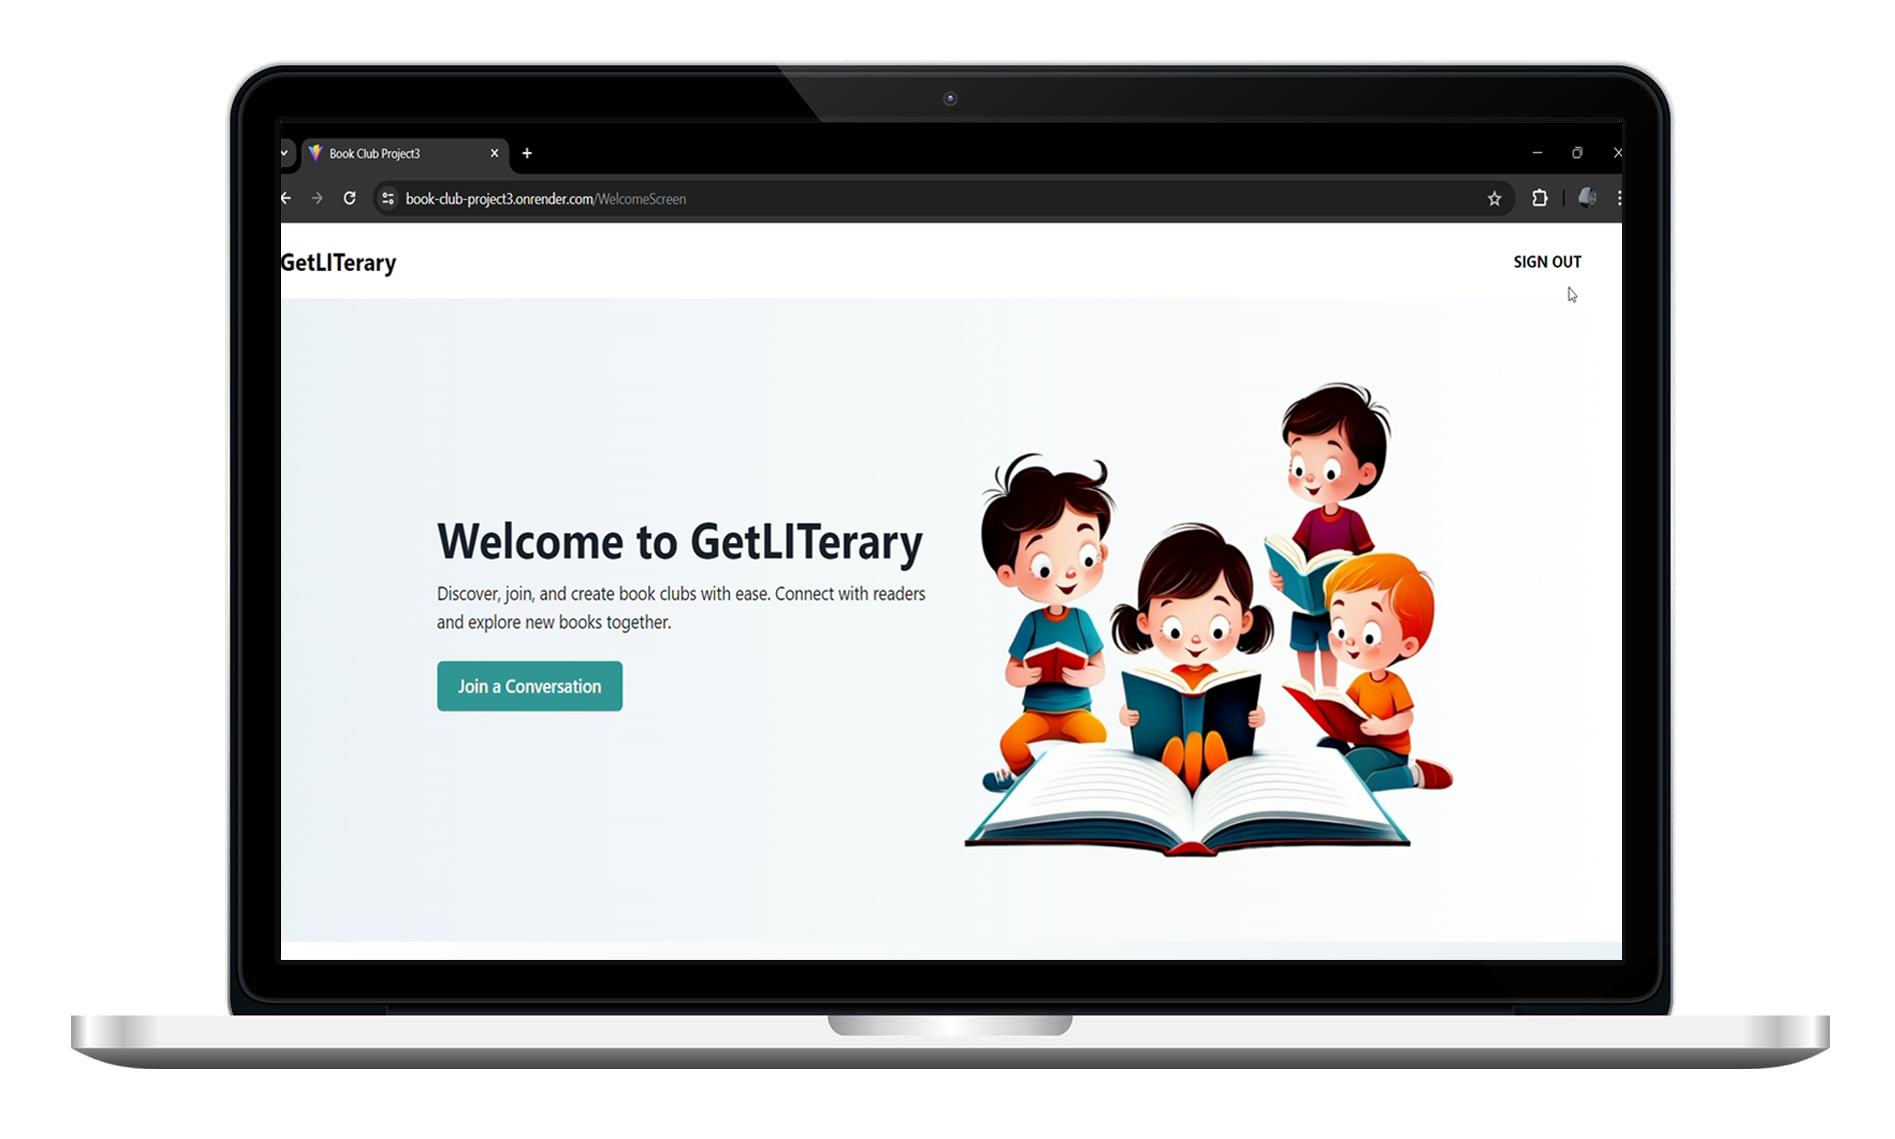 Book Club Project3
book-club-project3.onrender.com/WelcomeScreen
GetLITerary
SIGN OUT
Welcome to GetLITerary
Discover, join, and create book clubs with ease. Connect with readers
and explore new books together.
Join a Conversation